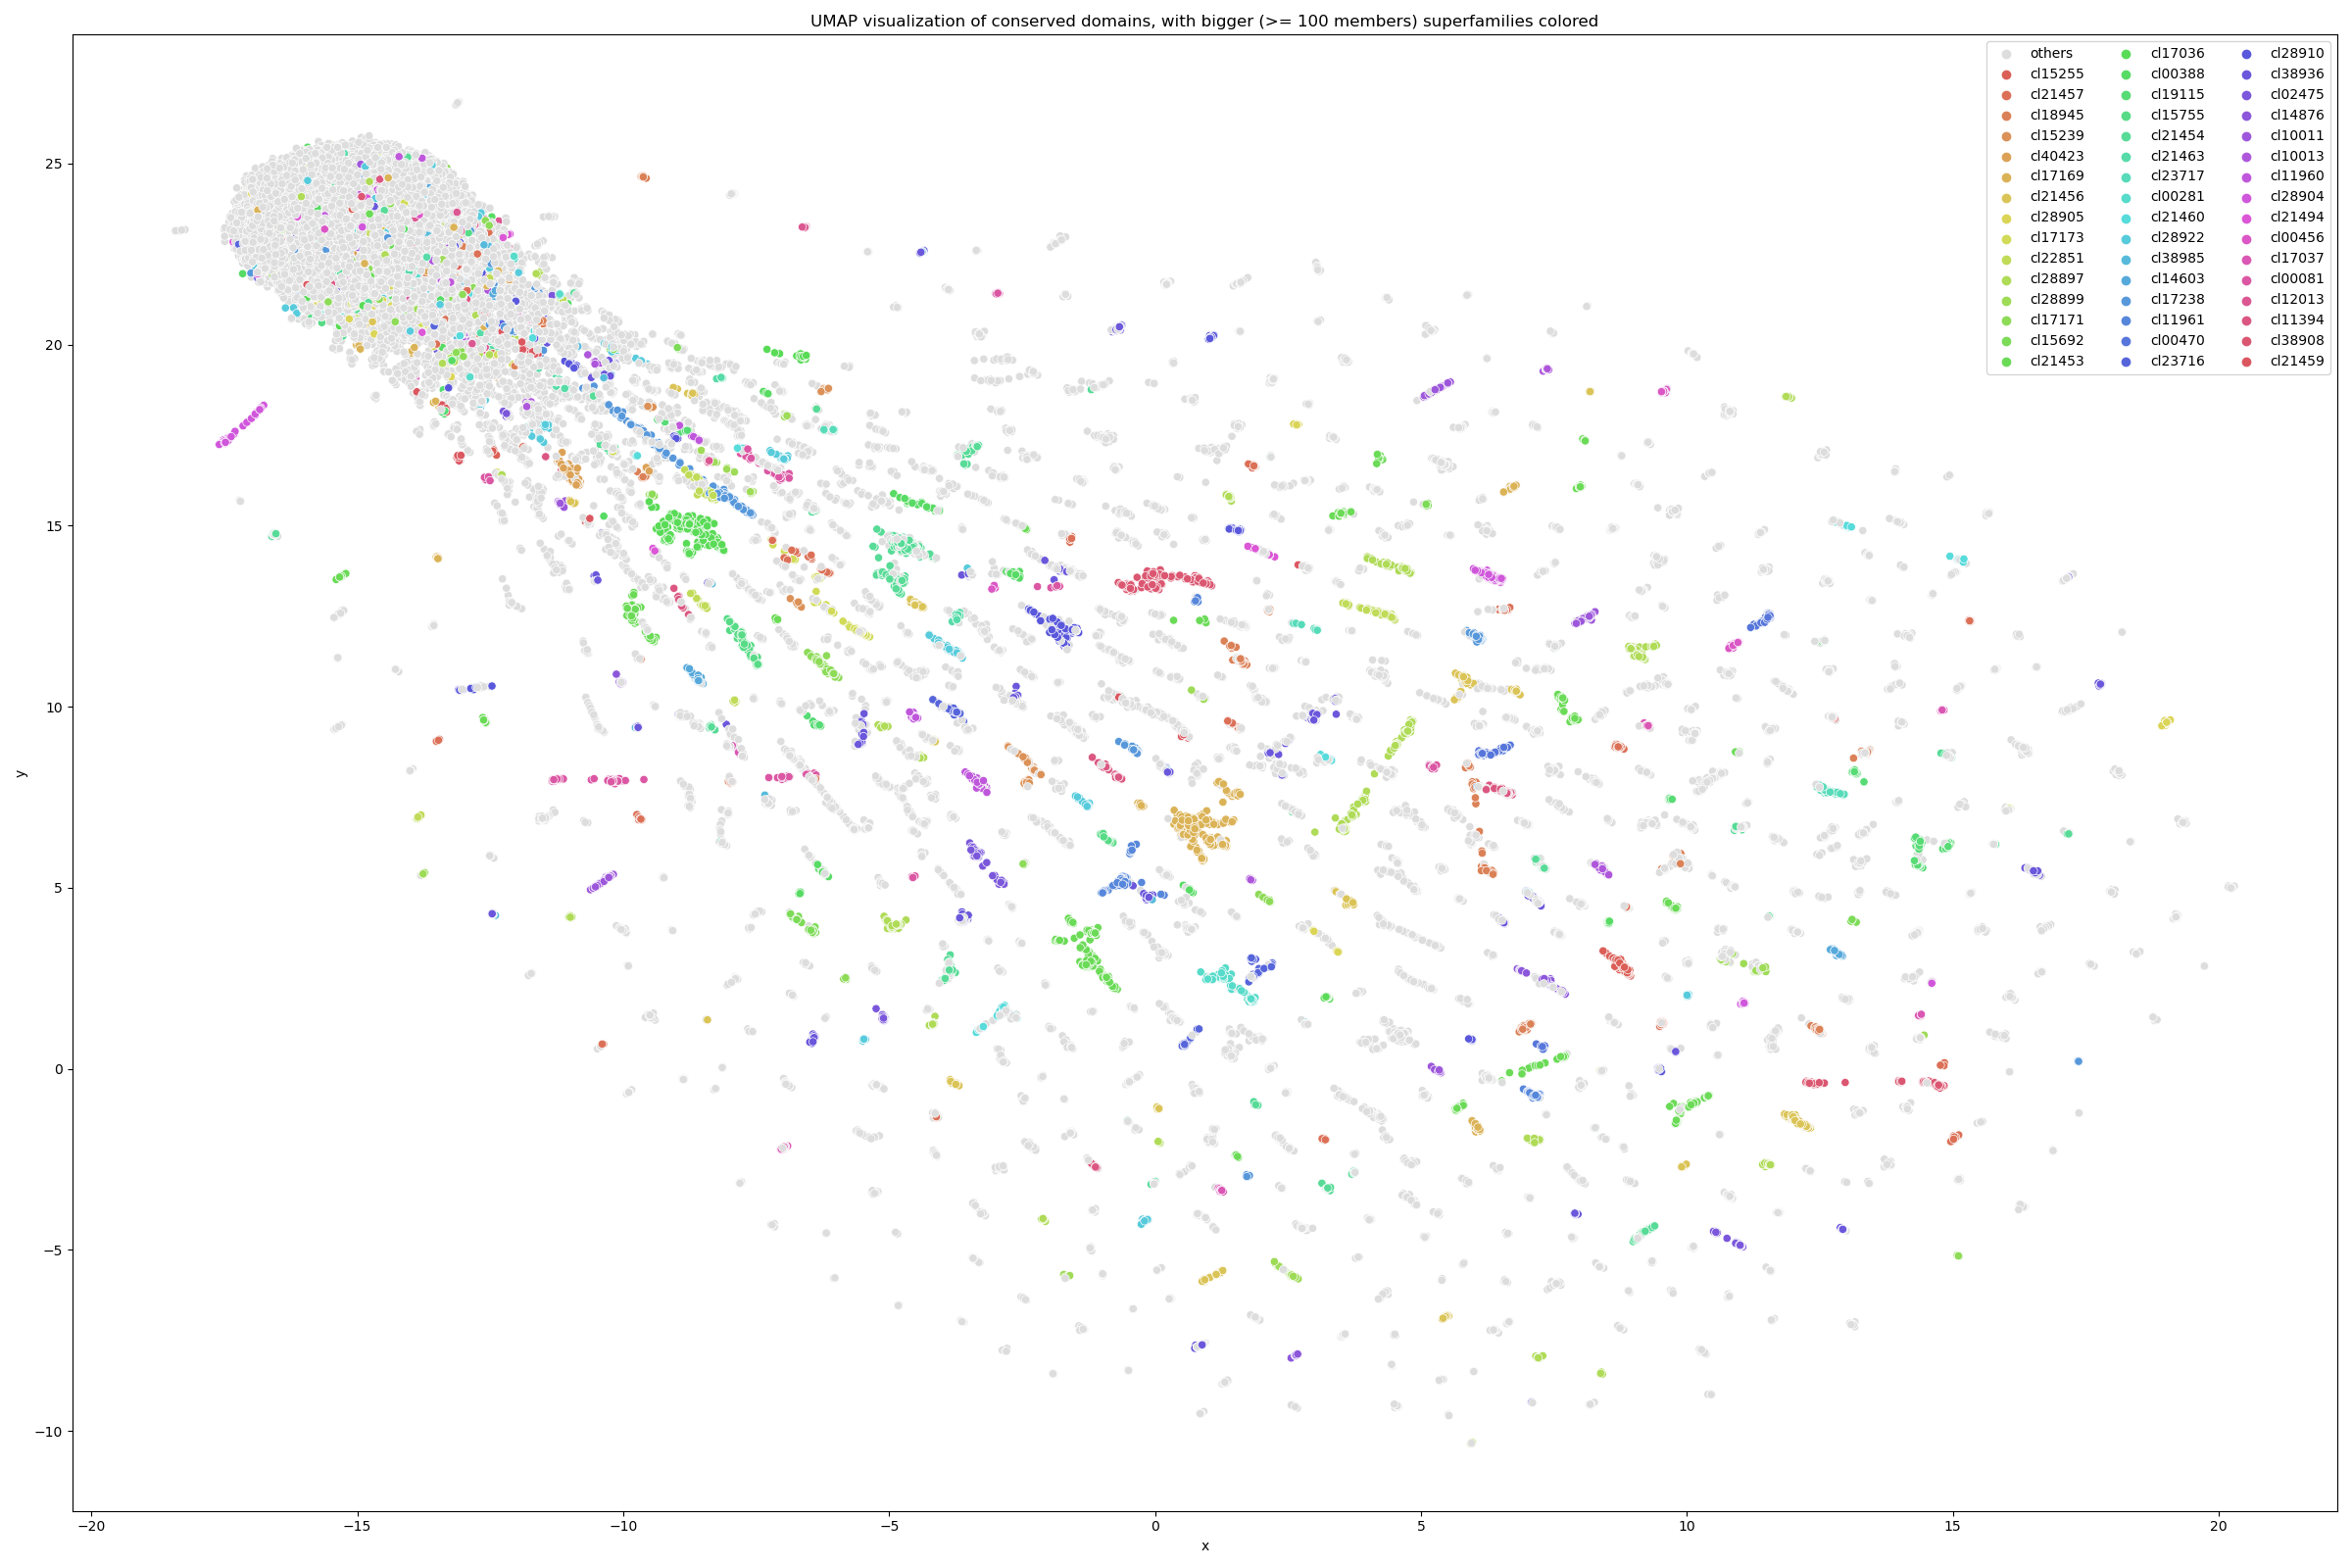 UMAP visualization of conserved domains, with bigger (>= 100 members) superfamilies colored
others
cl15255
cl21457
cl18945
cl15239
cl40423
cl17169
cl21456
cl28905
cl17173
cl22851
cl28897
cl28899
cl17171
cl15692
cl21453
cl17036
cl00388
cl19115
cl15755
cl21454
cl21463
cl23717
cl00281
cl21460
cl28922
cl38985
cl14603
cl17238
cl11961
cl00470
cl23716
cl28910
cl38936
cl02475
cl14876
cl10011
cl10013
cl11960
cl28904
cl21494
cl00456
cl17037
cl00081
cl12013
cl11394
cl38908
cl21459
y
25
20
15
10
5
0
−5
−10
−20 −15 −10 −5 0 5 10 15 20
x